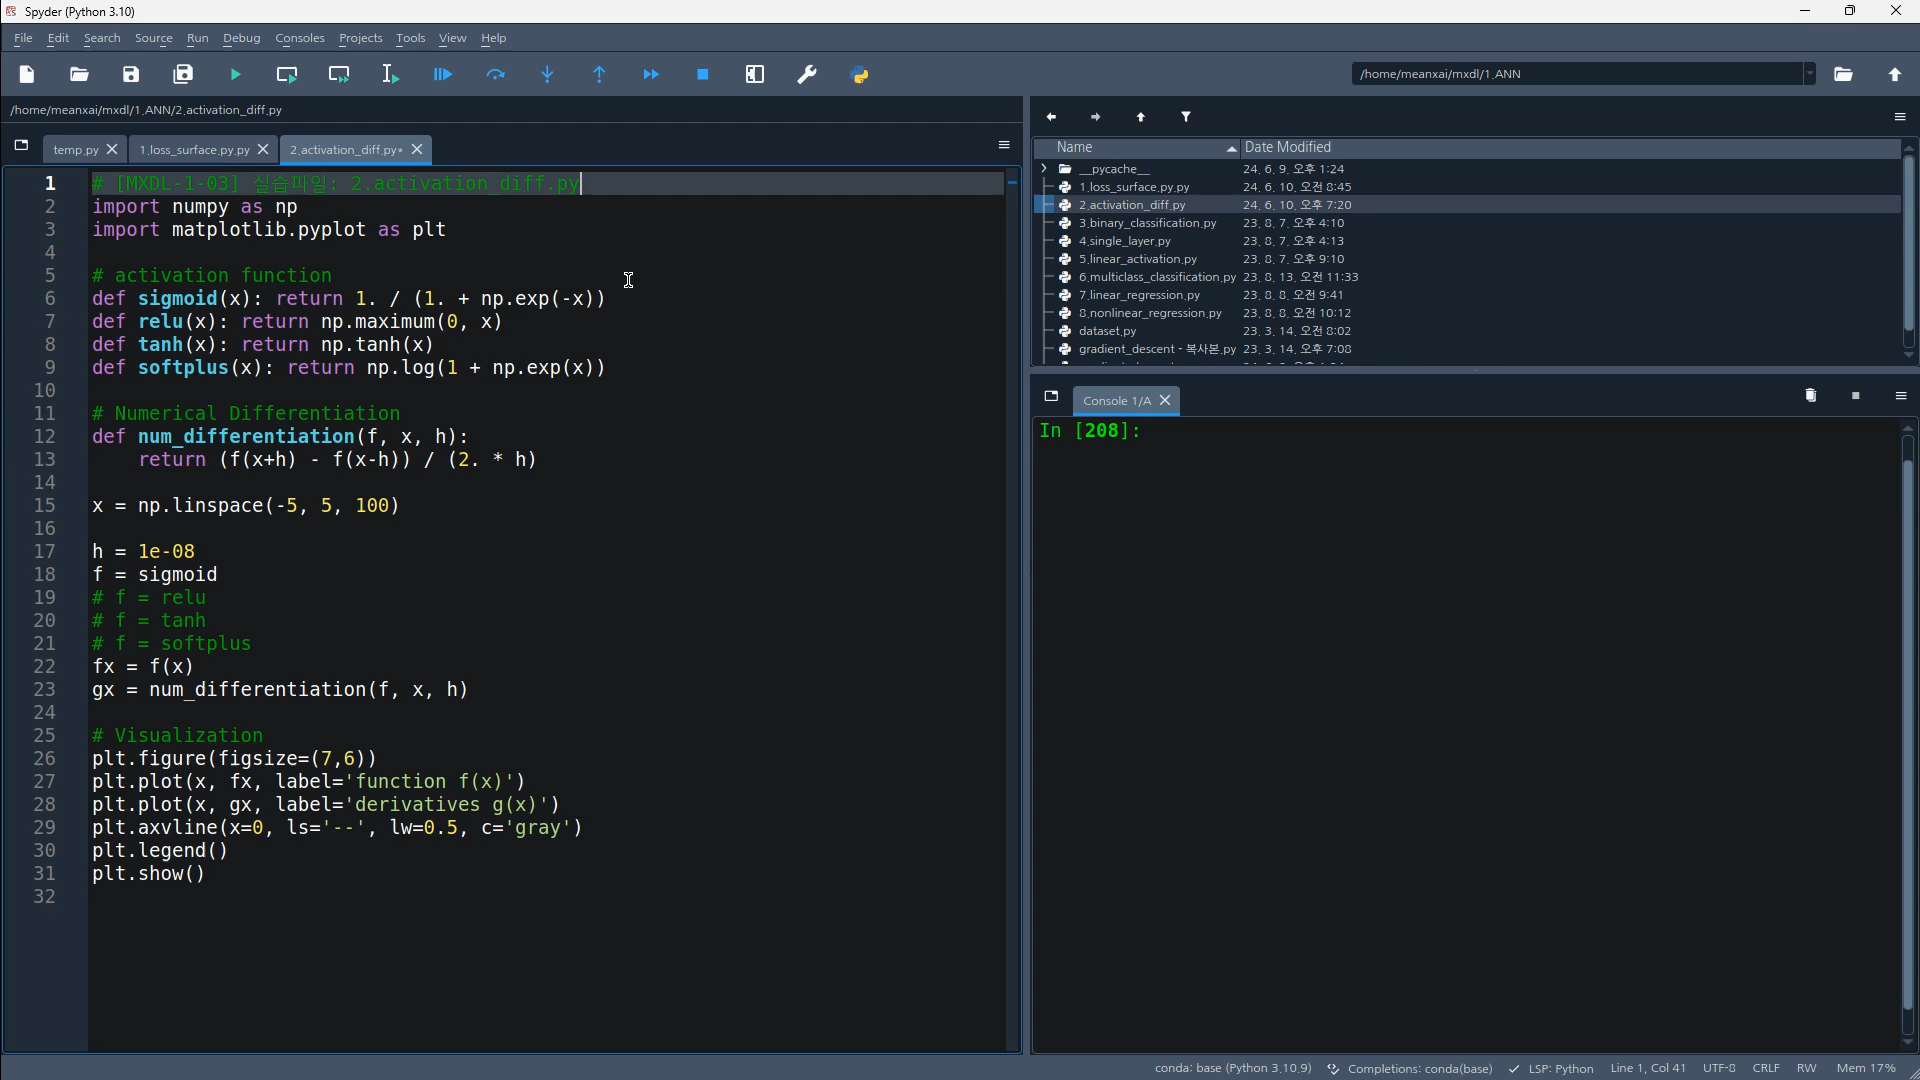 Spyder (Python 3.10)
File Edit Search Source Run Debug Consoles Projects Tools View Help
/home/meanxai/mxdl/1.ANN
/home/meanxai/mxdl/1.ANN/2.activation_diff.py
temp.py 1.loss_surface.py.py 2.activation_diff.py*
1 # [MXDL-1-03] 실습파일: 2.activation_diff.py
2 import numpy as np
3 import matplotlib.pyplot as plt
4
5 # activation function
6 def sigmoid(x): return 1. / (1. + np.exp(-x))
7 def relu(x): return np.maximum(0, x)
8 def tanh(x): return np.tanh(x)
9 def softplus(x): return np.log(1 + np.exp(x))
10
11 # Numerical Differentiation
12 def num_differentiation(f, x, h):
13     return (f(x+h) - f(x-h)) / (2. * h)
14
15 x = np.linspace(-5, 5, 100)
16
17 h = 1e-08
18 f = sigmoid
19 # f = relu
20 # f = tanh
21 # f = softplus
22 fx = f(x)
23 gx = num_differentiation(f, x, h)
24
25 # Visualization
26 plt.figure(figsize=(7,6))
27 plt.plot(x, fx, label='function f(x)')
28 plt.plot(x, gx, label='derivatives g(x)')
29 plt.axvline(x=0, ls='--', lw=0.5, c='gray')
30 plt.legend()
31 plt.show()
32
Name Date Modified
__pycache__ 24. 6. 9. 오후 1:24
1.loss_surface.py.py 24. 6. 10. 오전 8:45
2.activation_diff.py 24. 6. 10. 오후 7:20
3.binary_classification.py 23. 8. 7. 오후 4:10
4.single_layer.py 23. 8. 7. 오후 4:13
5.linear_activation.py 23. 8. 7. 오후 9:10
6.multiclass_classification.py 23. 8. 13. 오전 11:33
7.linear_regression.py 23. 8. 8. 오전 9:41
8.nonlinear_regression.py 23. 8. 8. 오전 10:12
dataset.py 23. 3. 14. 오전 8:02
gradient_descent - 복사본.py 23. 3. 14. 오후 7:08
Console 1/A
In [208]:
conda: base (Python 3.10.9) Completions: conda(base) LSP: Python Line 1, Col 41 UTF-8 CRLF RW Mem 17%